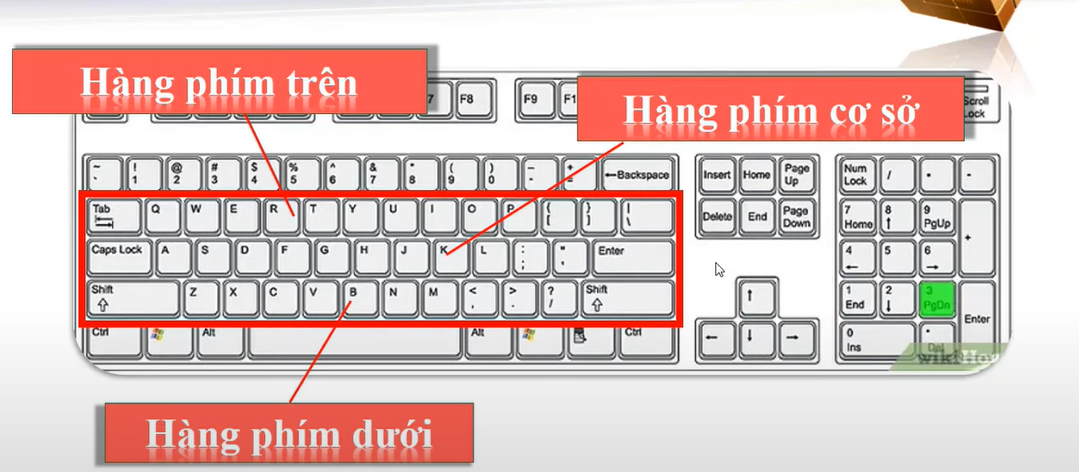 Hàng phím trên
Hàng phím cơ sở
7 F8 F9 F1 Scroll Lock
~ ` ! 1 @ 2 # 3 $ 4 % 5 ^ 6 & 7 * 8 ( 9 ) 0 - + = ←Backspace Insert Home Page Up Num Lock / * -
Tab Q W E R T Y U I O P { [ } ] | \ Delete End Page Down 7 Home 8 ↑ 9 PgUp +
Caps Lock A S D F G H J K L : ; " ' Enter 4 ← 5 6 →
Shift Z X C V B N M < , > . ? / Shift ↑ 1 End 2 ↓ 3 PgDn Enter
Ctrl Alt Alt Ctrl ← ↓ → 0 Ins . Del
wikiHow
Hàng phím dưới